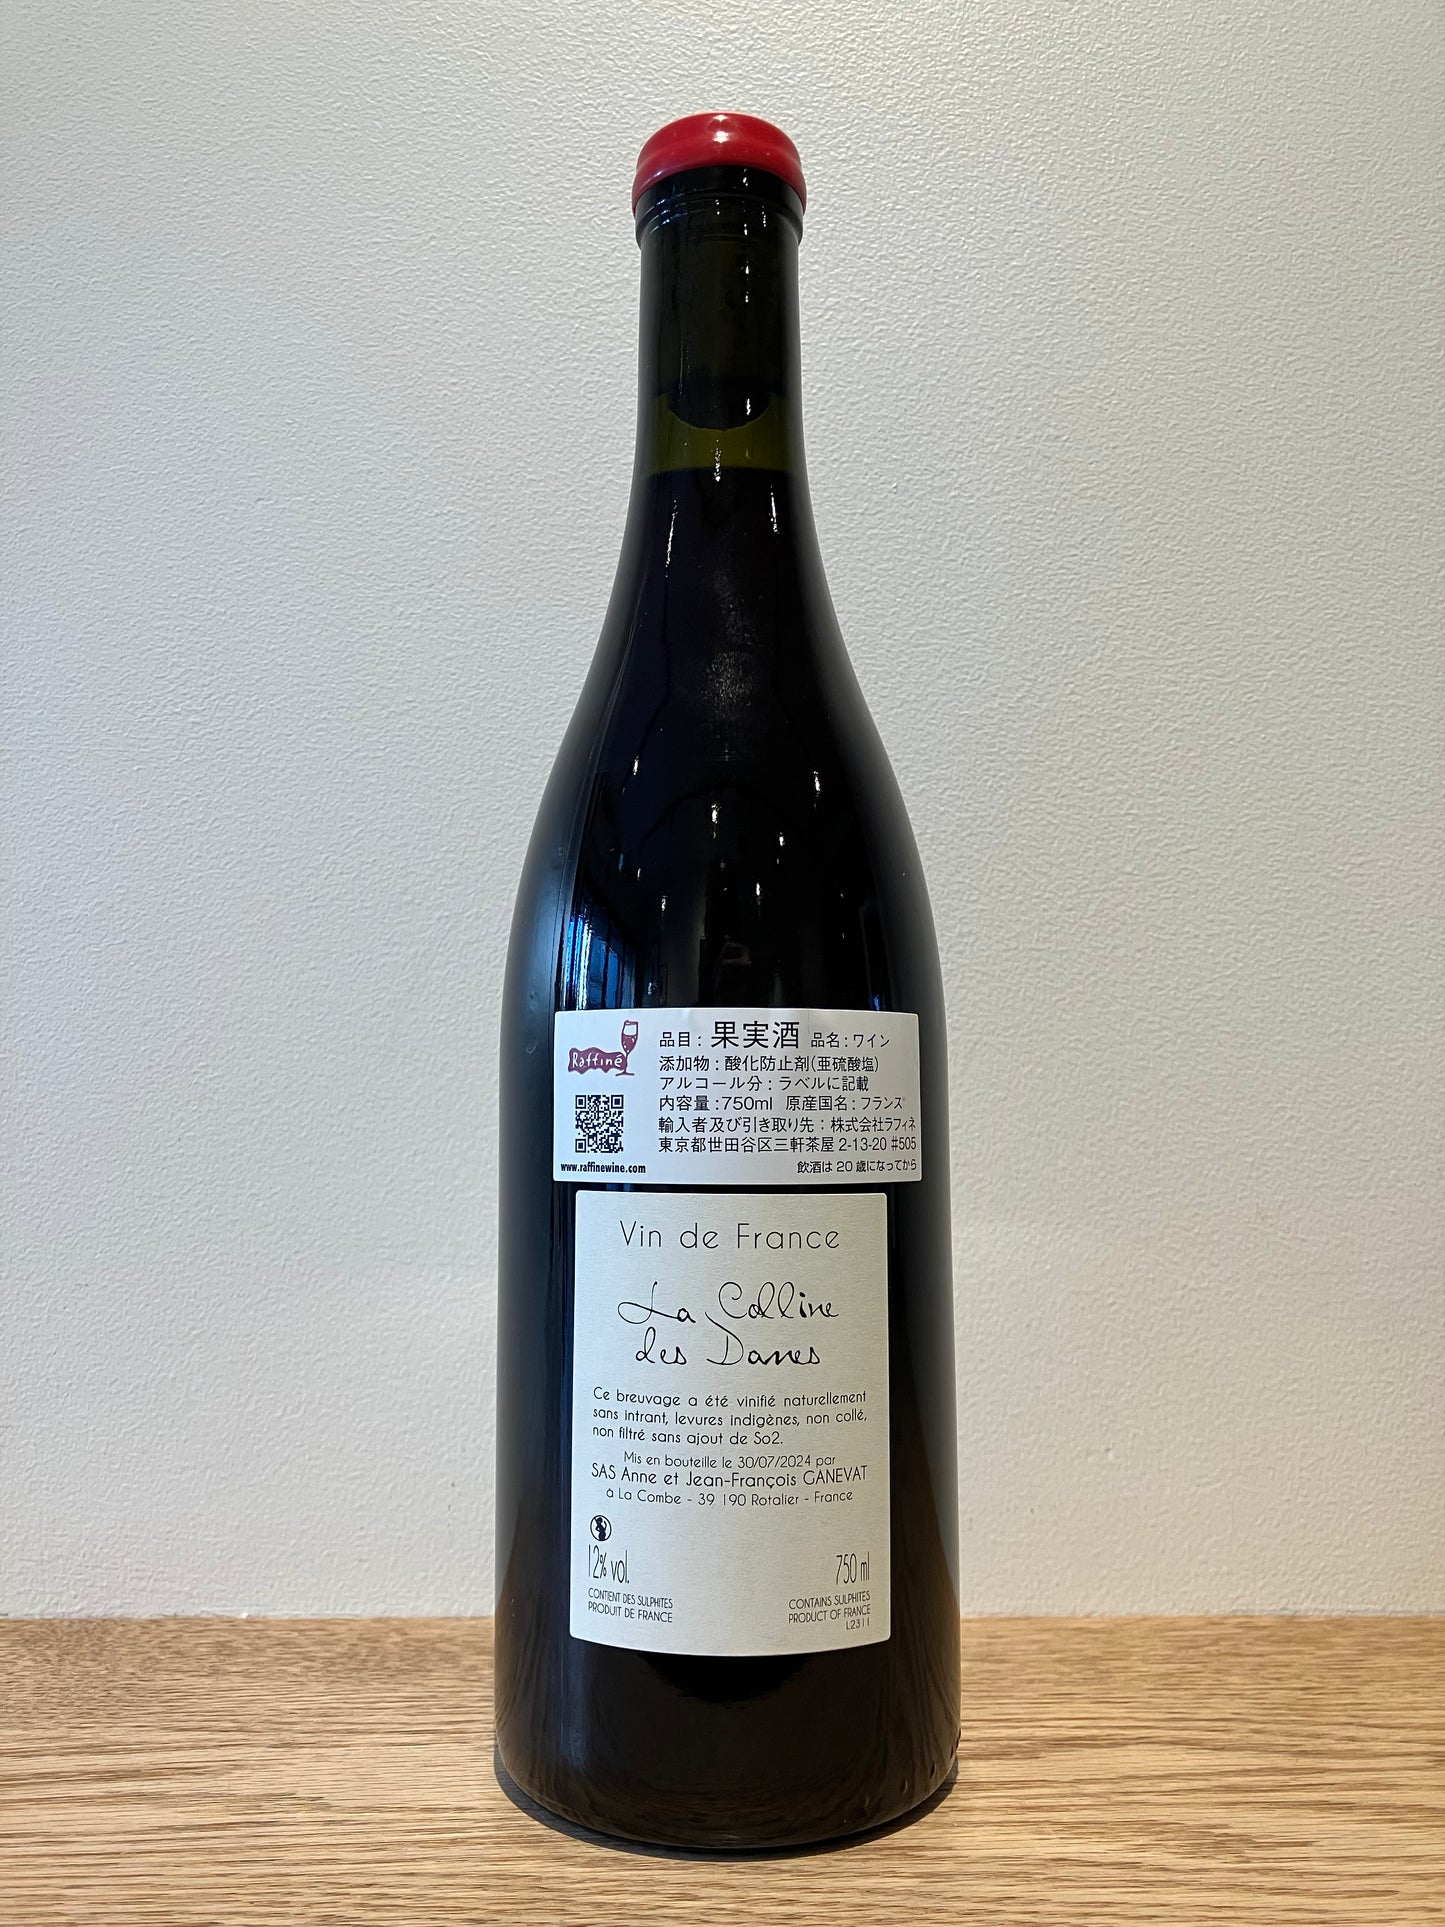 Raffiné
品目：果実酒 品名：ワイン
添加物：酸化防止剤(亜硫酸塩)
アルコール分：ラベルに記載
内容量：750ml 原産国名：フランス
輸入者及び引き取り先：株式会社ラフィネ
東京都世田谷区三軒茶屋 2-13-20 #505
www.raffinewine.com
飲酒は 20 歳になってから
Vin de France
La Colline
des Danes
Ce breuvage a été vinifié naturellement
sans intrant, levures indigènes, non collé,
non filtré sans ajout de So2.
Mis en bouteille le 30/07/2024 par
SAS Anne et Jean-François GANEVAT
à La Combe - 39 190 Rotalier - France
12% vol.
750 ml
CONTIENT DES SULPHITES
PRODUIT DE FRANCE
CONTAINS SULPHITES
PRODUCT OF FRANCE
L2311